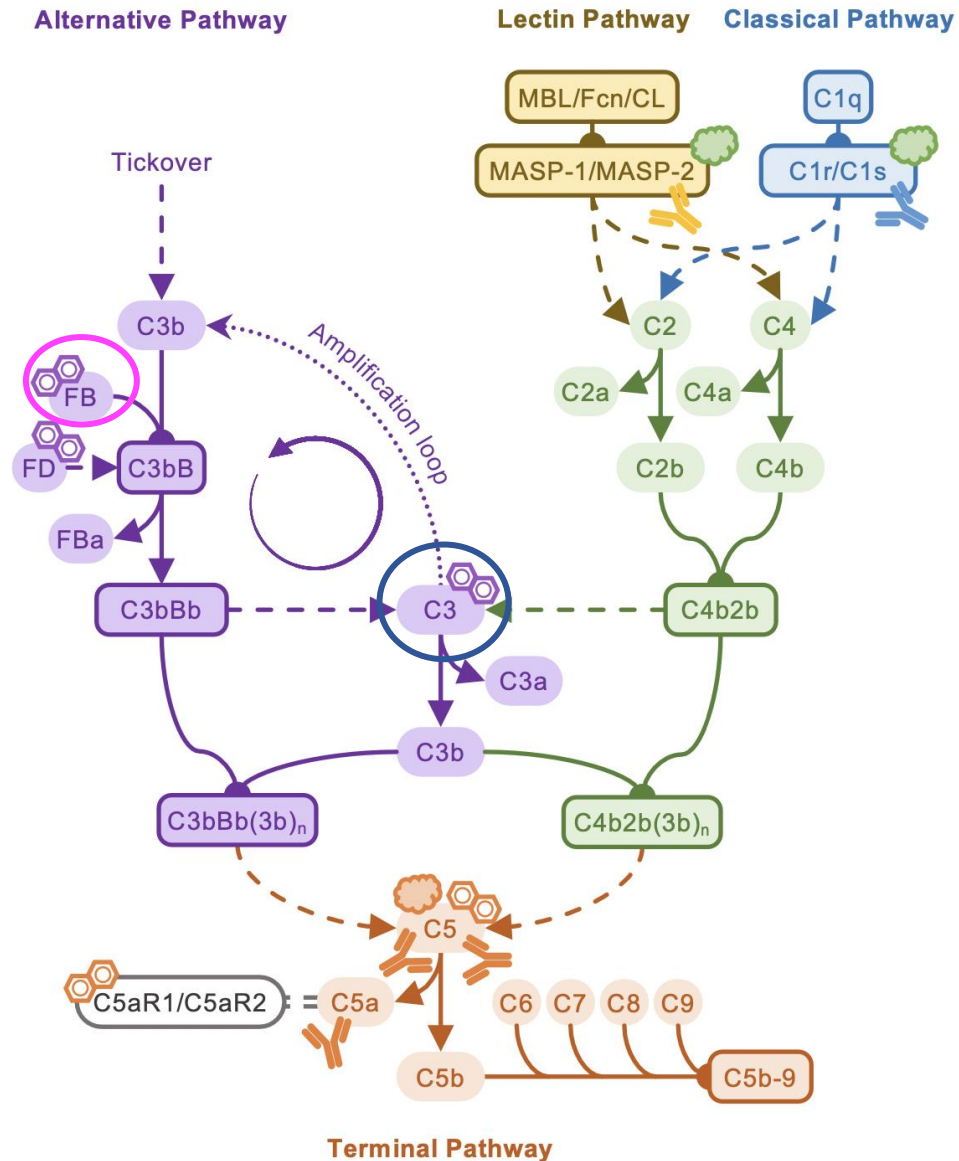 Alternative Pathway
Lectin Pathway
Classical Pathway
MBL/Fcn/CL
C1q
MASP-1/MASP-2
C1r/C1s
Tickover
C3b
Amplification loop
C2
C4
FB
C2a
C4a
FD
C3bB
C2b
C4b
FBa
C3bBb
C3
C4b2b
C3a
C3b
C3bBb(3b)n
C4b2b(3b)n
C5
C5aR1/C5aR2
C5a
C6
C7
C8
C9
C5b
C5b-9
Terminal Pathway